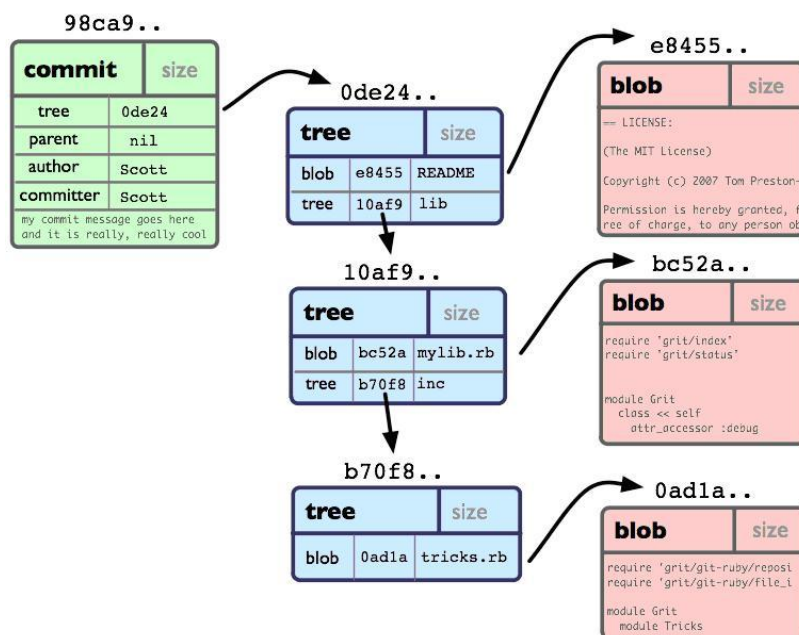 98ca9..
commit size
tree 0de24
parent nil
author Scott
committer Scott
my commit message goes here
and it is really, really cool
0de24..
tree size
blob e8455 README
tree 10af9 lib
10af9..
tree size
blob bc52a mylib.rb
tree b70f8 inc
b70f8..
tree size
blob 0ad1a tricks.rb
e8455..
blob size
== LICENSE:
(The MIT License)
Copyright (c) 2007 Tom Preston-
Permission is hereby granted, f
ree of charge, to any person ob
bc52a..
blob size
require 'grit/index'
require 'grit/status'
module Grit
class << self
attr_accessor :debug
0ad1a..
blob size
require 'grit/git-ruby/reposi
require 'grit/git-ruby/file_i
module Grit
module Tricks